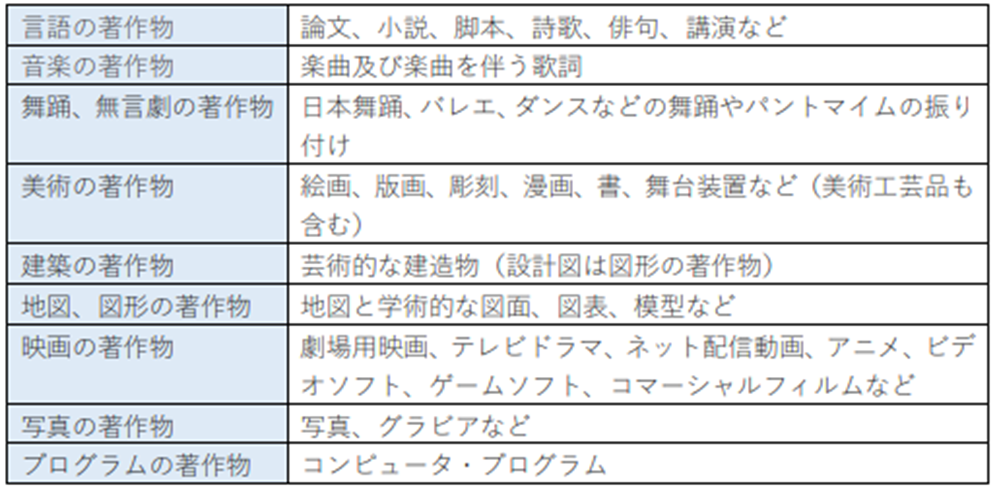 言語の著作物
論文、小説、脚本、詩歌、俳句、講演など
音楽の著作物
楽曲及び楽曲を伴う歌詞
舞踊、無言劇の著作物
日本舞踊、バレエ、ダンスなどの舞踊やパントマイムの振り
付け
美術の著作物
絵画、版画、彫刻、漫画、書、舞台装置など（美術工芸品も
含む）
建築の著作物
芸術的な建造物（設計図は図形の著作物）
地図、図形の著作物
地図と学術的な図面、図表、模型など
映画の著作物
劇場用映画、テレビドラマ、ネット配信動画、アニメ、ビデ
オソフト、ゲームソフト、コマーシャルフィルムなど
写真の著作物
写真、グラビアなど
プログラムの著作物
コンピュータ・プログラム